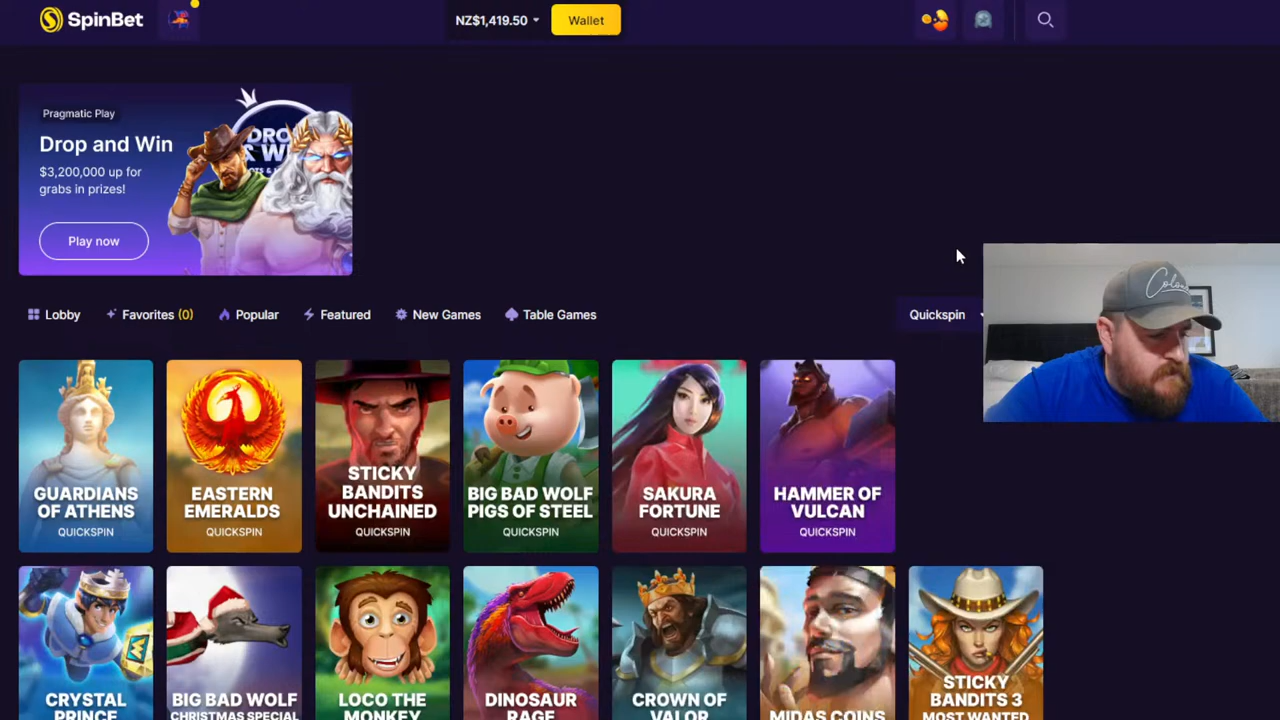 SpinBet
NZ$1,419.50
Wallet
Pragmatic Play
Drop and Win
$3,200,000 up for
grabs in prizes!
Play now
Lobby
Favorites (0)
Popular
Featured
New Games
Table Games
Quickspin
GUARDIANS
OF ATHENS
QUICKSPIN
EASTERN
EMERALDS
QUICKSPIN
STICKY
BANDITS
UNCHAINED
QUICKSPIN
BIG BAD WOLF
PIGS OF STEEL
QUICKSPIN
SAKURA
FORTUNE
QUICKSPIN
HAMMER OF
VULCAN
QUICKSPIN
CRYSTAL
PRINCE
BIG BAD WOLF
CHRISTMAS SPECIAL
LOCO THE
MONKEY
DINOSAUR
RAGE
CROWN OF
VALOR
MIDAS COINS
STICKY
BANDITS 3
MOST WANTED